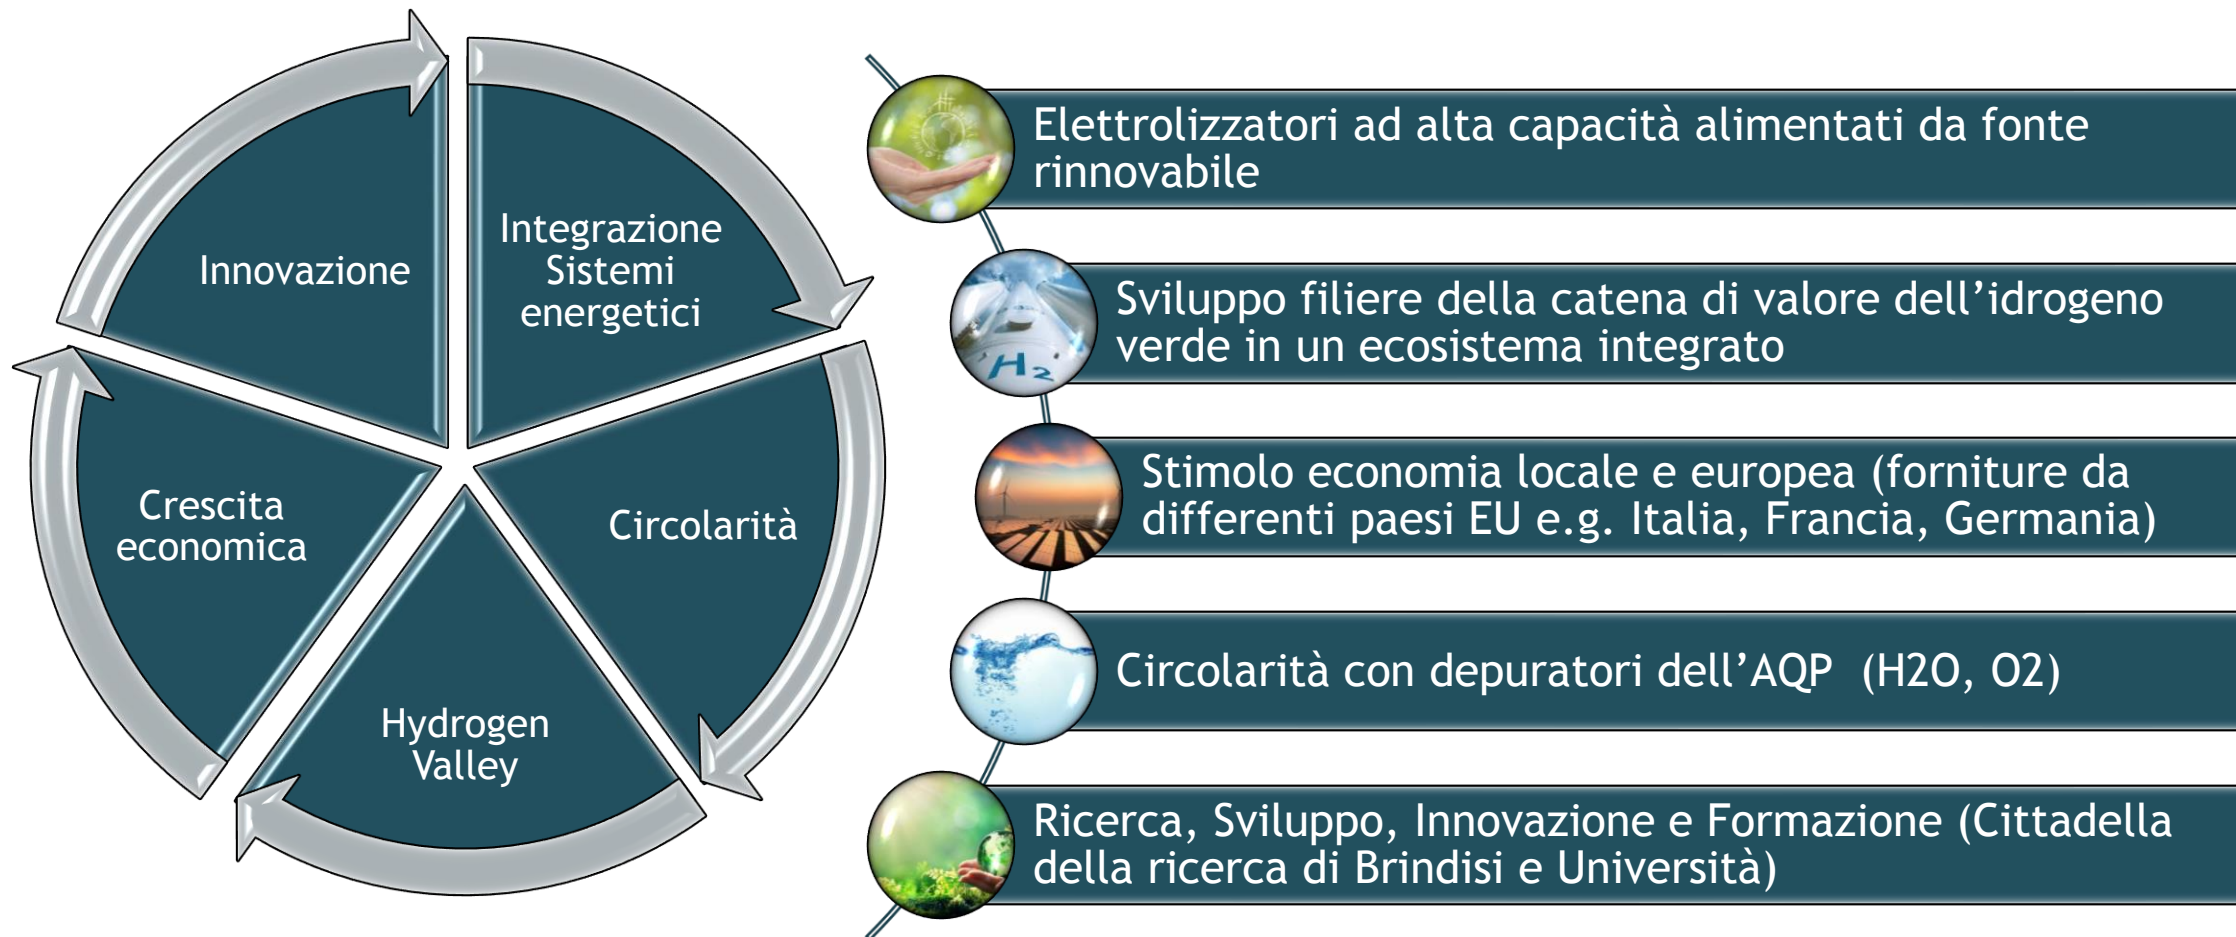 Innovazione
Integrazione
Sistemi
energetici
Circolarità
Hydrogen
Valley
Crescita
economica
Elettrolizzatori ad alta capacità alimentati da fonte
rinnovabile
Sviluppo filiere della catena di valore dell’idrogeno
verde in un ecosistema integrato
H2
Stimolo economia locale e europea (forniture da
differenti paesi EU e.g. Italia, Francia, Germania)
Circolarità con depuratori dell’AQP (H2O, O2)
Ricerca, Sviluppo, Innovazione e Formazione (Cittadella
della ricerca di Brindisi e Università)